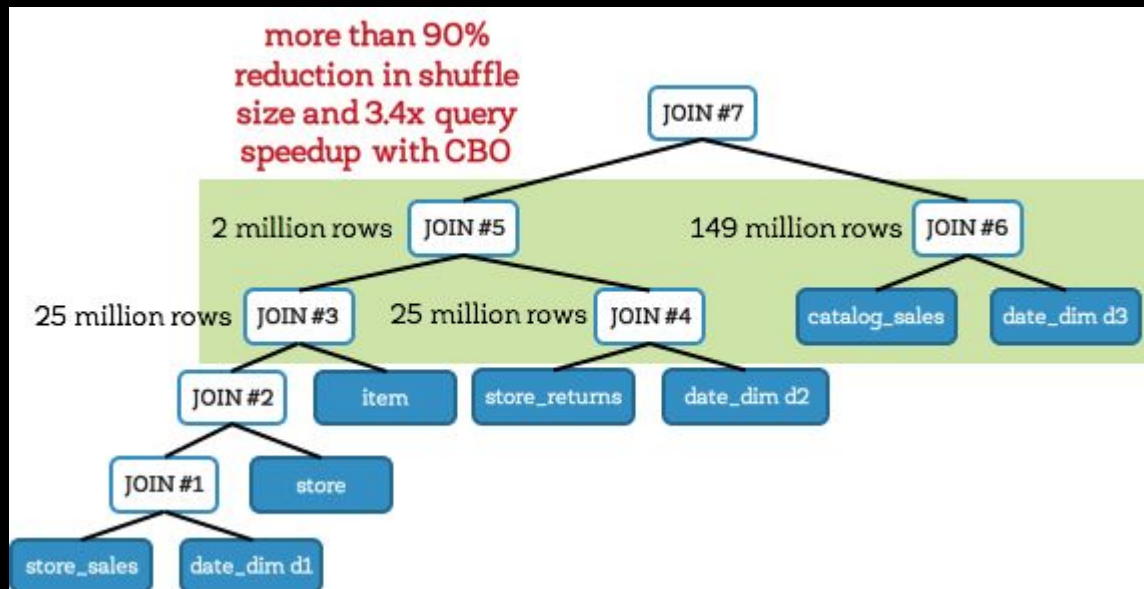 more than 90%
reduction in shuffle
size and 3.4x query
speedup with CBO
JOIN #7
2 million rows
JOIN #5
149 million rows
JOIN #6
25 million rows
JOIN #3
25 million rows
JOIN #4
catalog_sales
date_dim d3
JOIN #2
item
store_returns
date_dim d2
JOIN #1
store
store_sales
date_dim d1